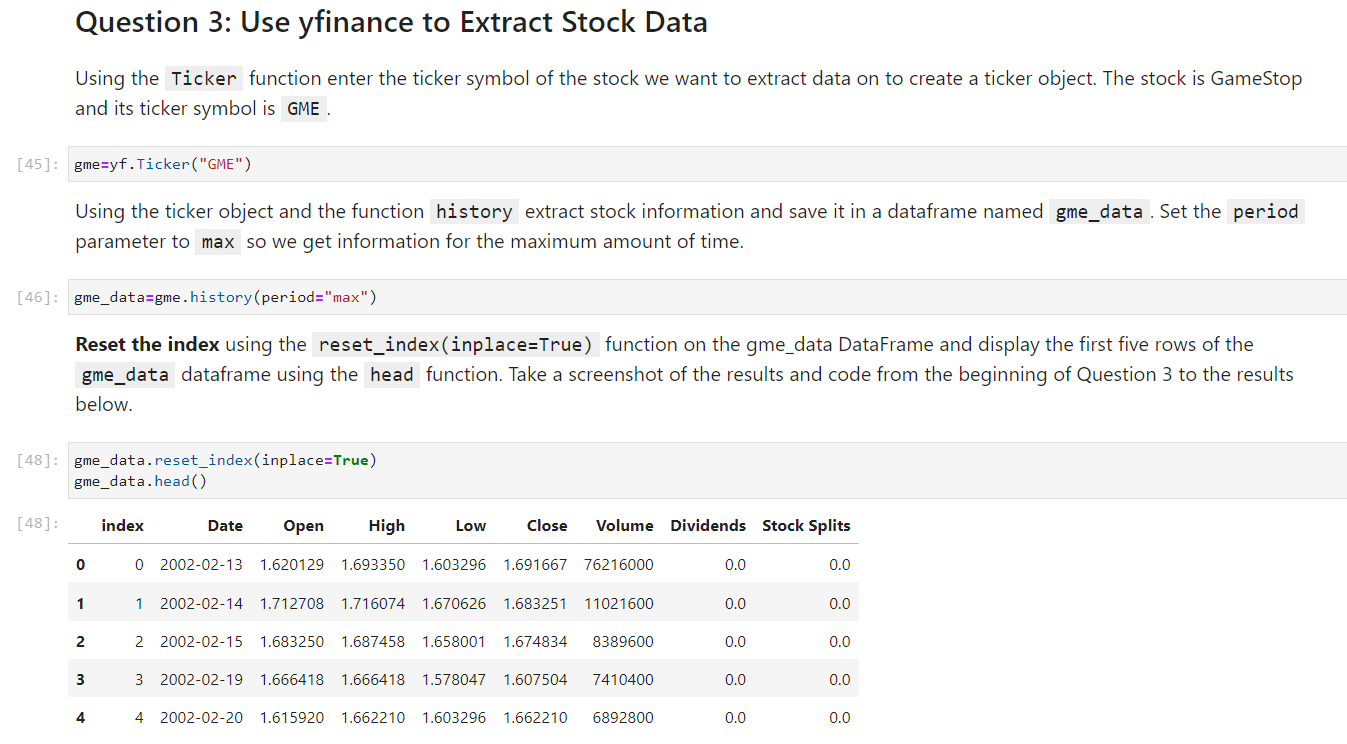 Question 3: Use yfinance to Extract Stock Data
Using the Ticker function enter the ticker symbol of the stock we want to extract data on to create a ticker object. The stock is GameStop
and its ticker symbol is GME.
[45]: gme=yf.Ticker("GME")
Using the ticker object and the function history extract stock information and save it in a dataframe named gme_data. Set the period
parameter to max so we get information for the maximum amount of time.
[46]: gme_data=gme.history(period="max")
Reset the index using the reset_index(inplace=True) function on the gme_data DataFrame and display the first five rows of the
gme_data dataframe using the head function. Take a screenshot of the results and code from the beginning of Question 3 to the results
below.
[48]: gme_data.reset_index(inplace=True)
gme_data.head()
[48]: index Date Open High Low Close Volume Dividends Stock Splits
0 0 2002-02-13 1.620129 1.693350 1.603296 1.691667 76216000 0.0 0.0
1 1 2002-02-14 1.712708 1.716074 1.670626 1.683251 11021600 0.0 0.0
2 2 2002-02-15 1.683250 1.687458 1.658001 1.674834 8389600 0.0 0.0
3 3 2002-02-19 1.666418 1.666418 1.578047 1.607504 7410400 0.0 0.0
4 4 2002-02-20 1.615920 1.662210 1.603296 1.662210 6892800 0.0 0.0